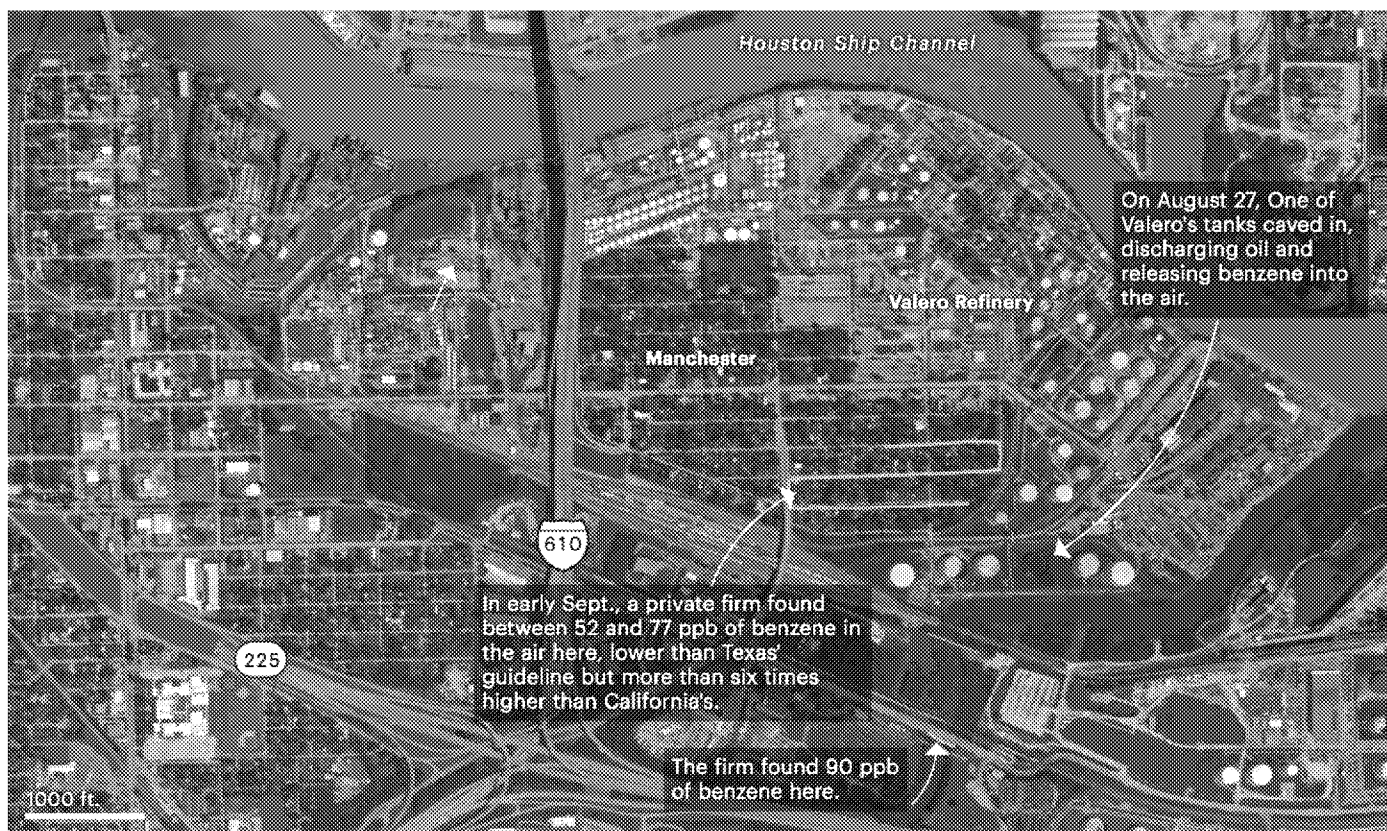 Houston Ship Channel
On August 27, One of
Valero's tanks caved in,
discharging oil and
releasing benzene into
the air.
Valero Refinery
Manchester
610
In early Sept., a private firm found
between 52 and 77 ppb of benzene in
the air here, lower than Texas'
guideline but more than six times
higher than California's.
225
The firm found 90 ppb
of benzene here.
1000 ft.